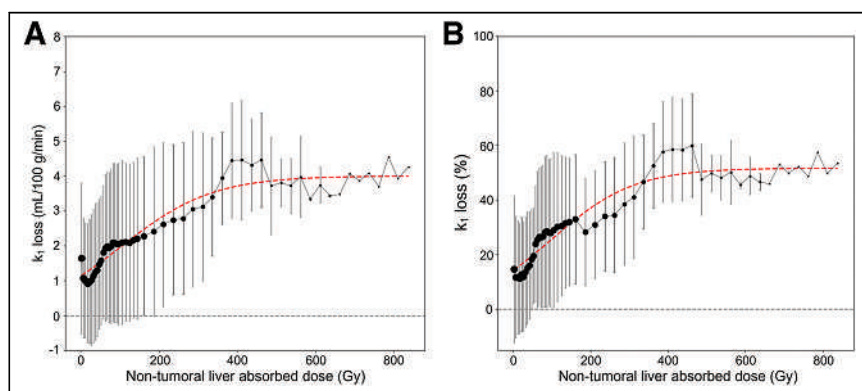 A
k1 loss (mL/100 g/min)
8
7
6
5
4
3
2
1
0
-1
0 200 400 600 800
Non-tumoral liver absorbed dose (Gy)
B
k1 loss (%)
100
80
60
40
20
0
0 200 400 600 800
Non-tumoral liver absorbed dose (Gy)